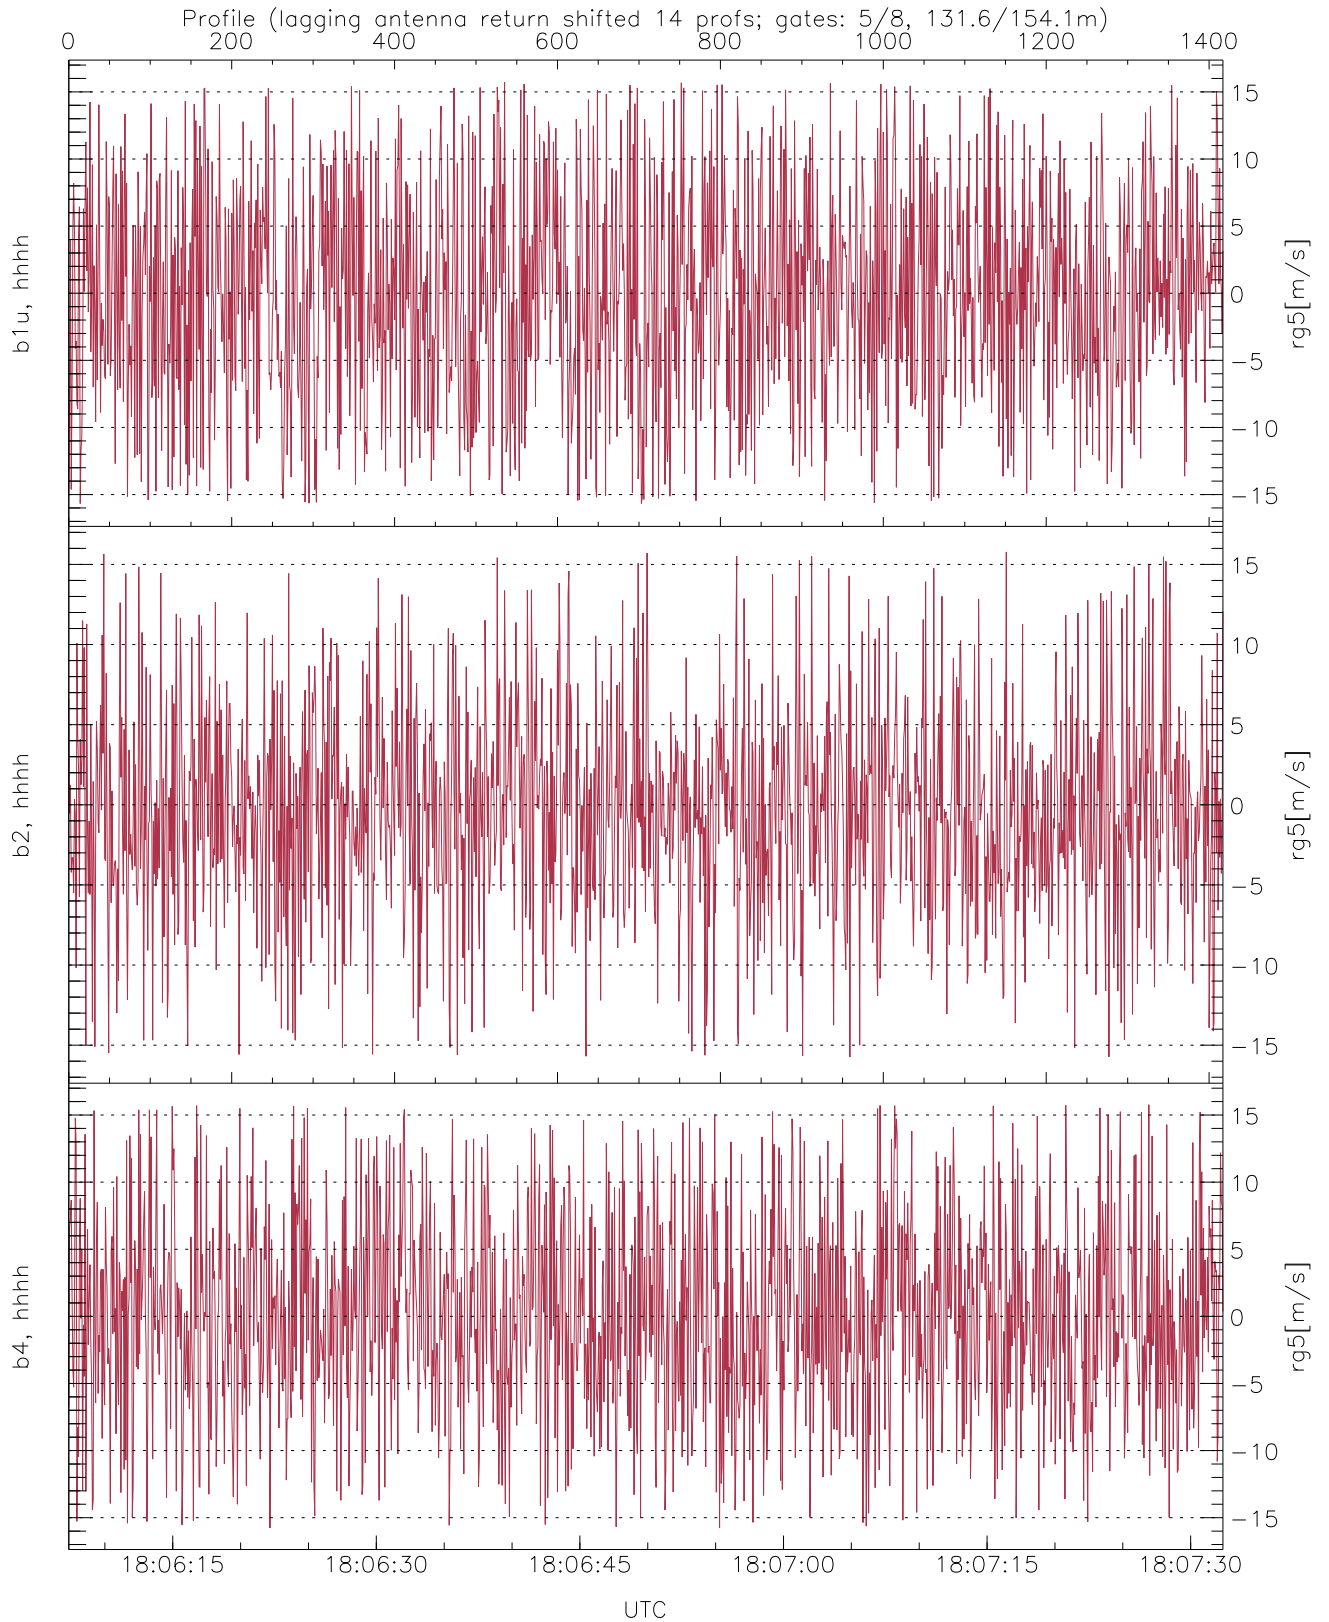 Profile (lagging antenna return shifted 14 profs; gates: 5/8, 131.6/154.1m)
0 200 400 600 800 1000 1200 1400
15
10
5
0
-5
-10
-15
b1u, hhhh
rg5[m/s]
15
10
5
0
-5
-10
-15
b2, hhhh
rg5[m/s]
15
10
5
0
-5
-10
-15
b4, hhhh
rg5[m/s]
18:06:15 18:06:30 18:06:45 18:07:00 18:07:15 18:07:30
UTC